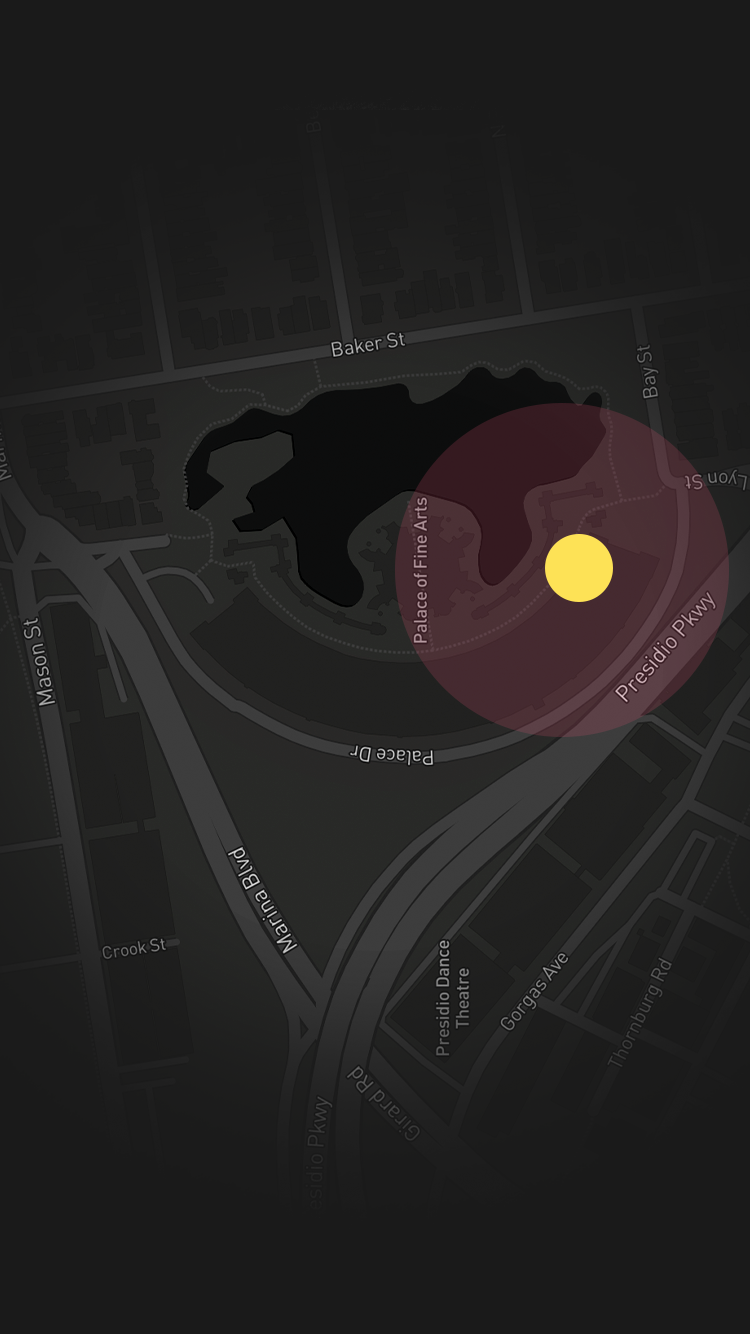 Baker St
Bay St
Lyon St
Palace of Fine Arts
Presidio Pkwy
Mason St
Palace Dr
Marina Blvd
Crook St
Presidio Dance
Theatre
Gorgas Ave
Thornburg Rd
Girard Rd
esidio Pkwy